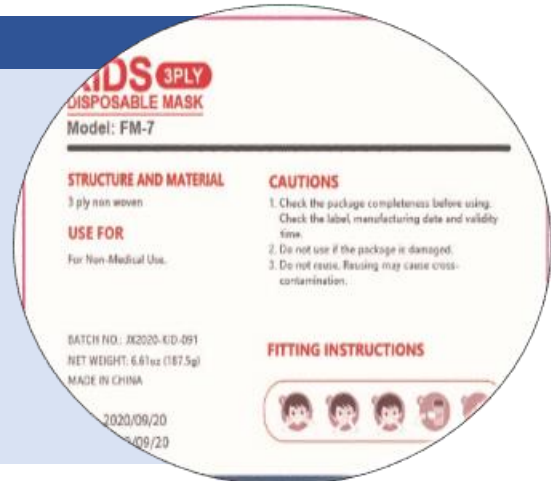 KIDS 3PLY
DISPOSABLE MASK
Model: FM-7
STRUCTURE AND MATERIAL
3 ply non woven
USE FOR
For Non-Medical Use.
CAUTIONS
1. Check the package completeness before using.
Check the label, manufacturing date and validity
time.
2. Do not use if the package is damaged.
3. Do not reuse. Reusing may cause cross-
contamination.
BATCH NO.: JX2020-KID-091
NET WEIGHT: 6.61oz (187.5g)
MADE IN CHINA
2020/09/20
/09/20
FITTING INSTRUCTIONS